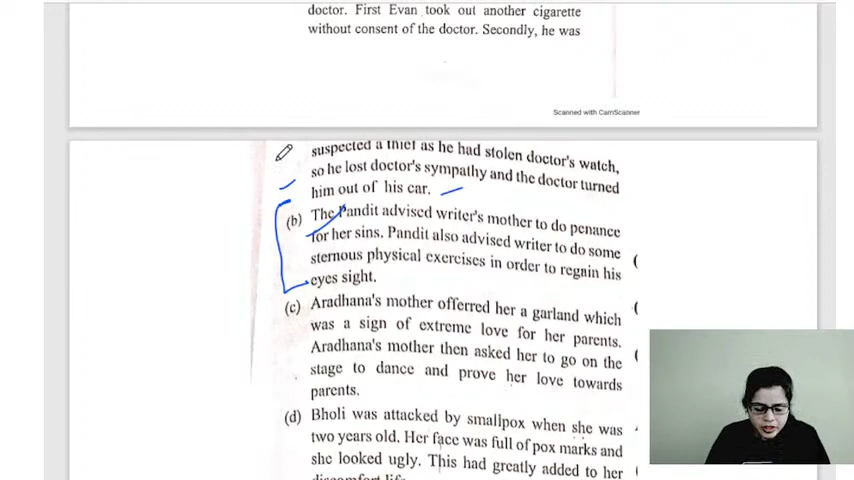 doctor. First Evan took out another cigarette
without consent of the doctor. Secondly, he was
Scanned with CamScanner
suspected a thief as he had stolen doctor's watch,
so he lost doctor's sympathy and the doctor turned
him out of his car.
(b) The Pandit advised writer's mother to do penance
for her sins. Pandit also advised writer to do some
sternous physical exercises in order to regain his
eyes sight.
(c) Aradhana's mother offerred her a garland which
was a sign of extreme love for her parents.
Aradhana's mother then asked her to go on the
stage to dance and prove her love towards
parents.
(d) Bholi was attacked by smallpox when she was
two years old. Her face was full of pox marks and
she looked ugly. This had greatly added to her
discomfort life.